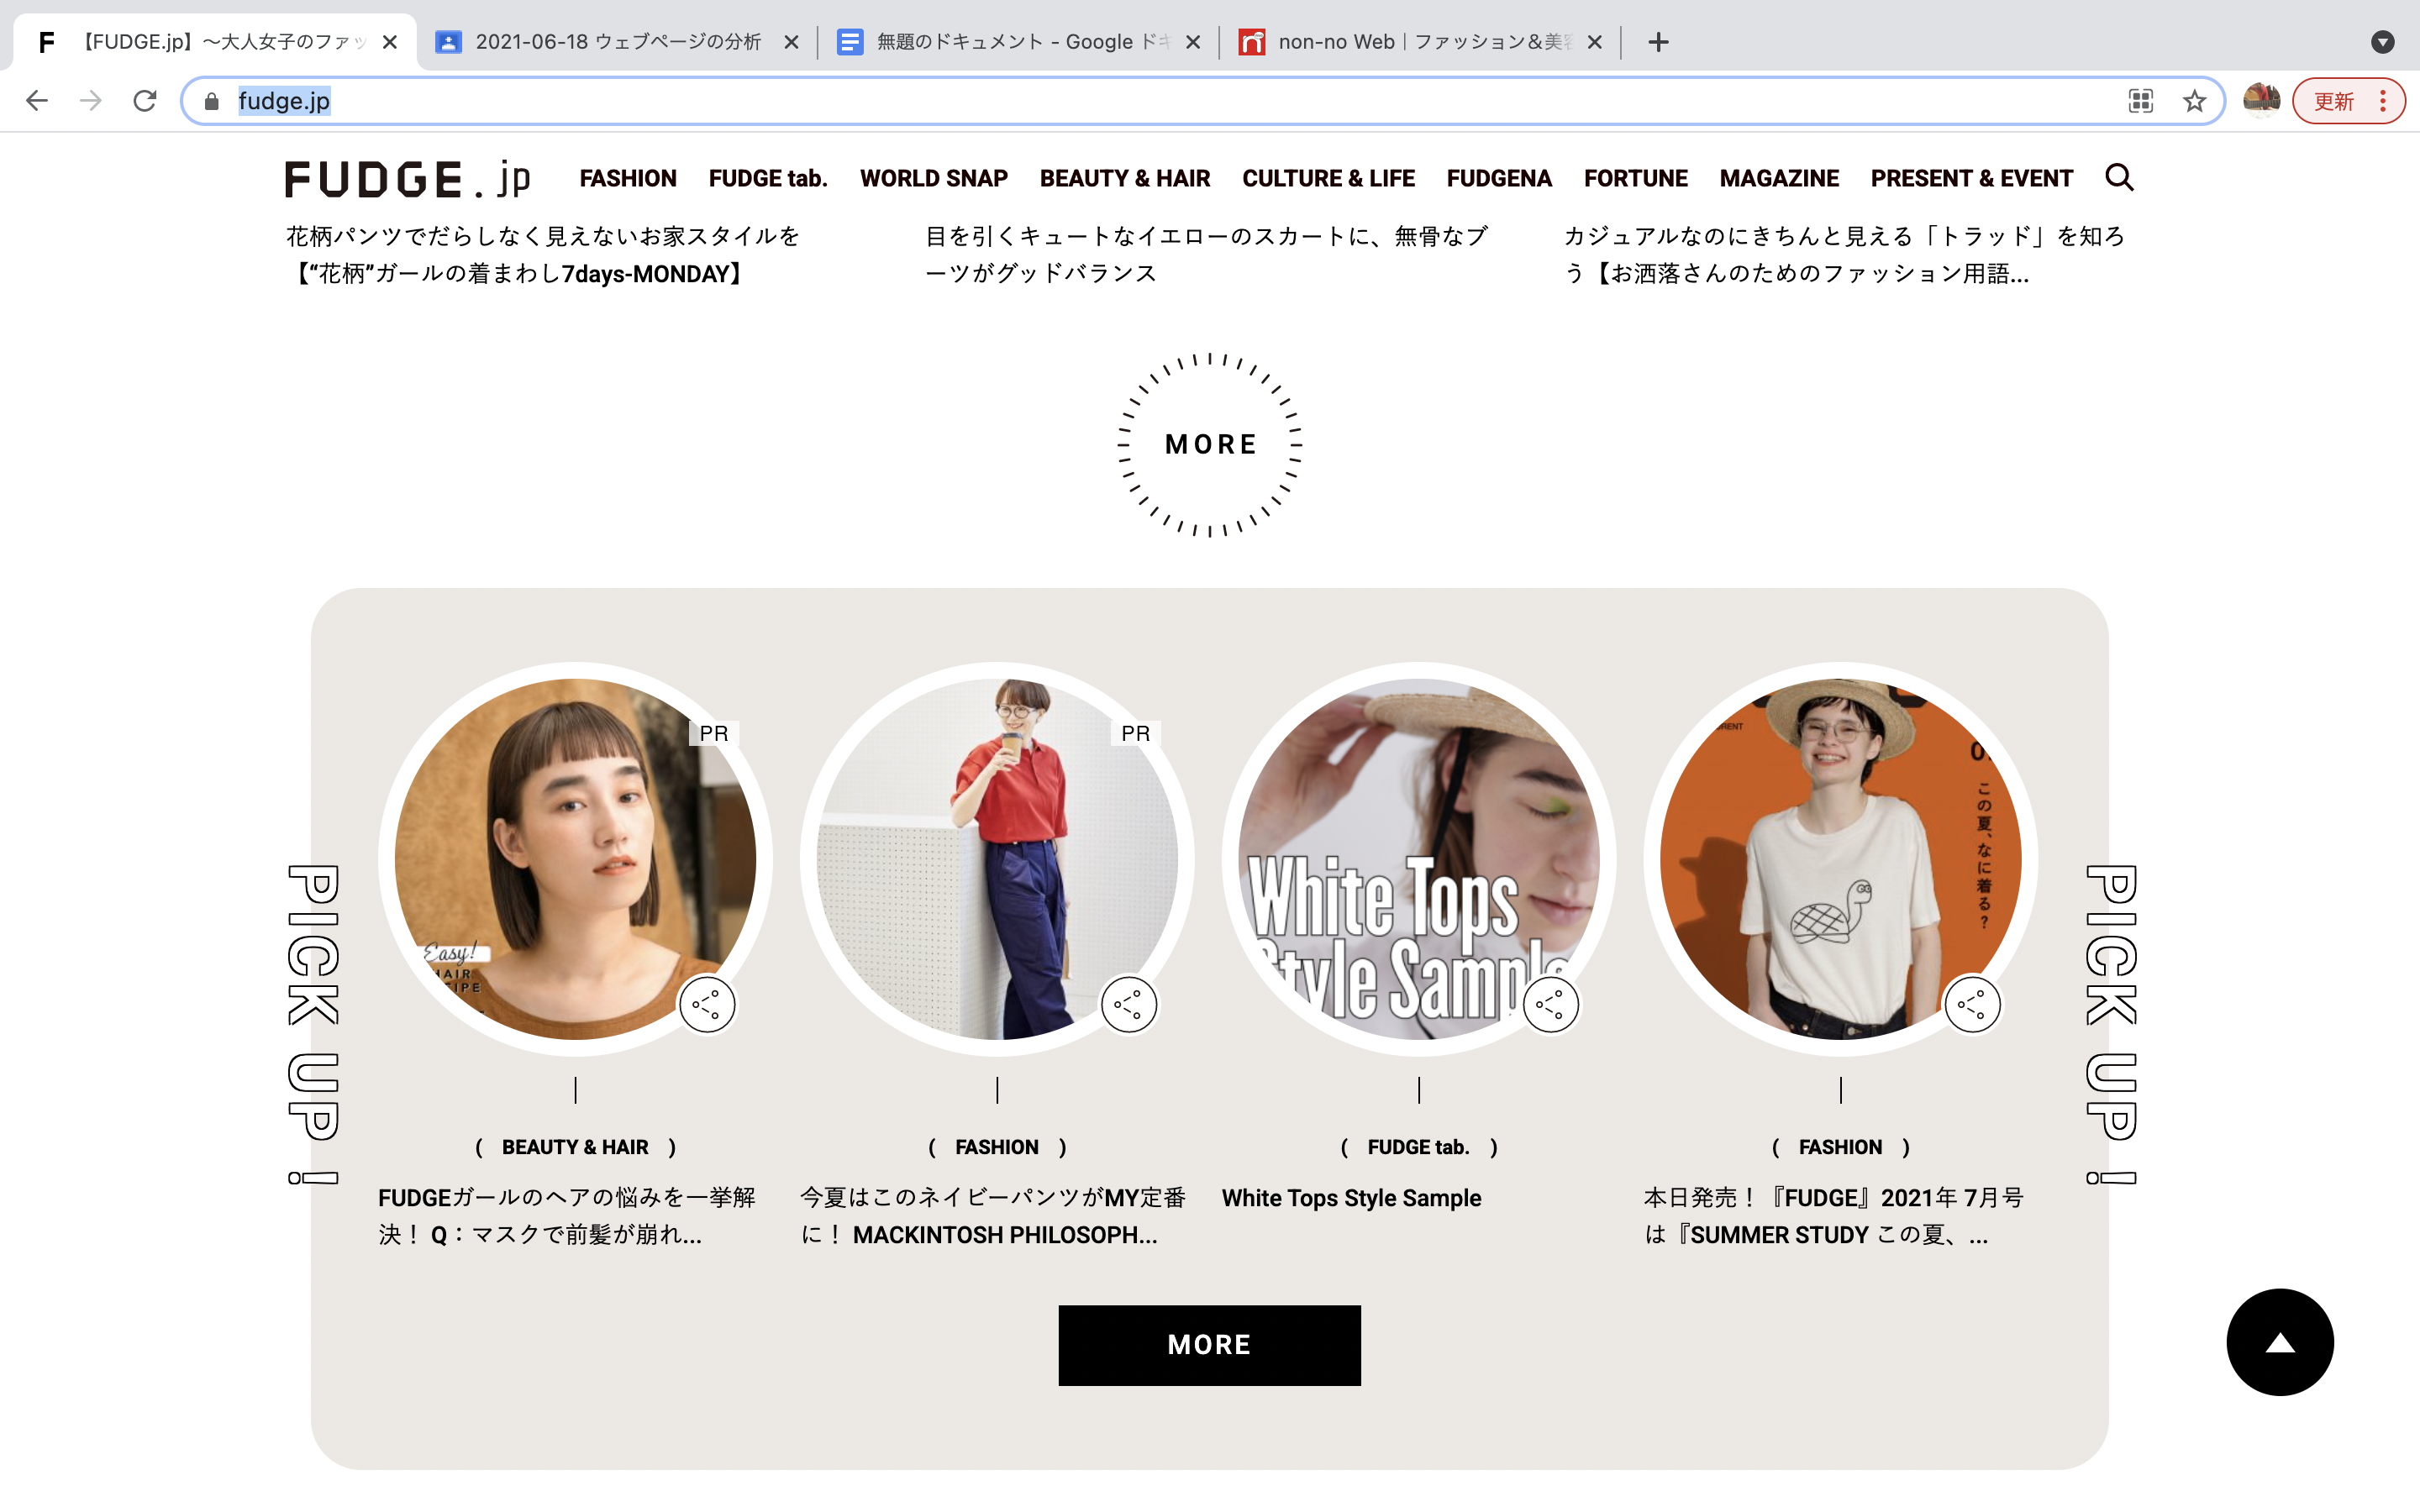 【FUDGE.jp】～大人女子のファッ
2021-06-18 ウェブページの分析
無題のドキュメント - Google ドキ
non-no Web｜ファッション＆美容
fudge.jp
更新
FUDGE.jp
FASHION
FUDGE tab.
WORLD SNAP
BEAUTY & HAIR
CULTURE & LIFE
FUDGENA
FORTUNE
MAGAZINE
PRESENT & EVENT
花柄パンツでだらしなく見えないお家スタイルを
【“花柄”ガールの着まわし7days-MONDAY】
目を引くキュートなイエローのスカートに、無骨なブ
ーツがグッドバランス
カジュアルなのにきちんと見える「トラッド」を知ろ
う【お洒落さんのためのファッション用語...
MORE
PICK UP !
PR
Easy!
HAIR
PR
White Tops
Style Sample
この夏、なに着る？
PICK UP !
( BEAUTY & HAIR )
FUDGEガールのヘアの悩みを一挙解
決！ Q：マスクで前髪が崩れ...
( FASHION )
今夏はこのネイビーパンツがMY定番
に！ MACKINTOSH PHILOSOPH...
( FUDGE tab. )
White Tops Style Sample
( FASHION )
本日発売！『FUDGE』2021年 7月号
は『SUMMER STUDY この夏、...
MORE